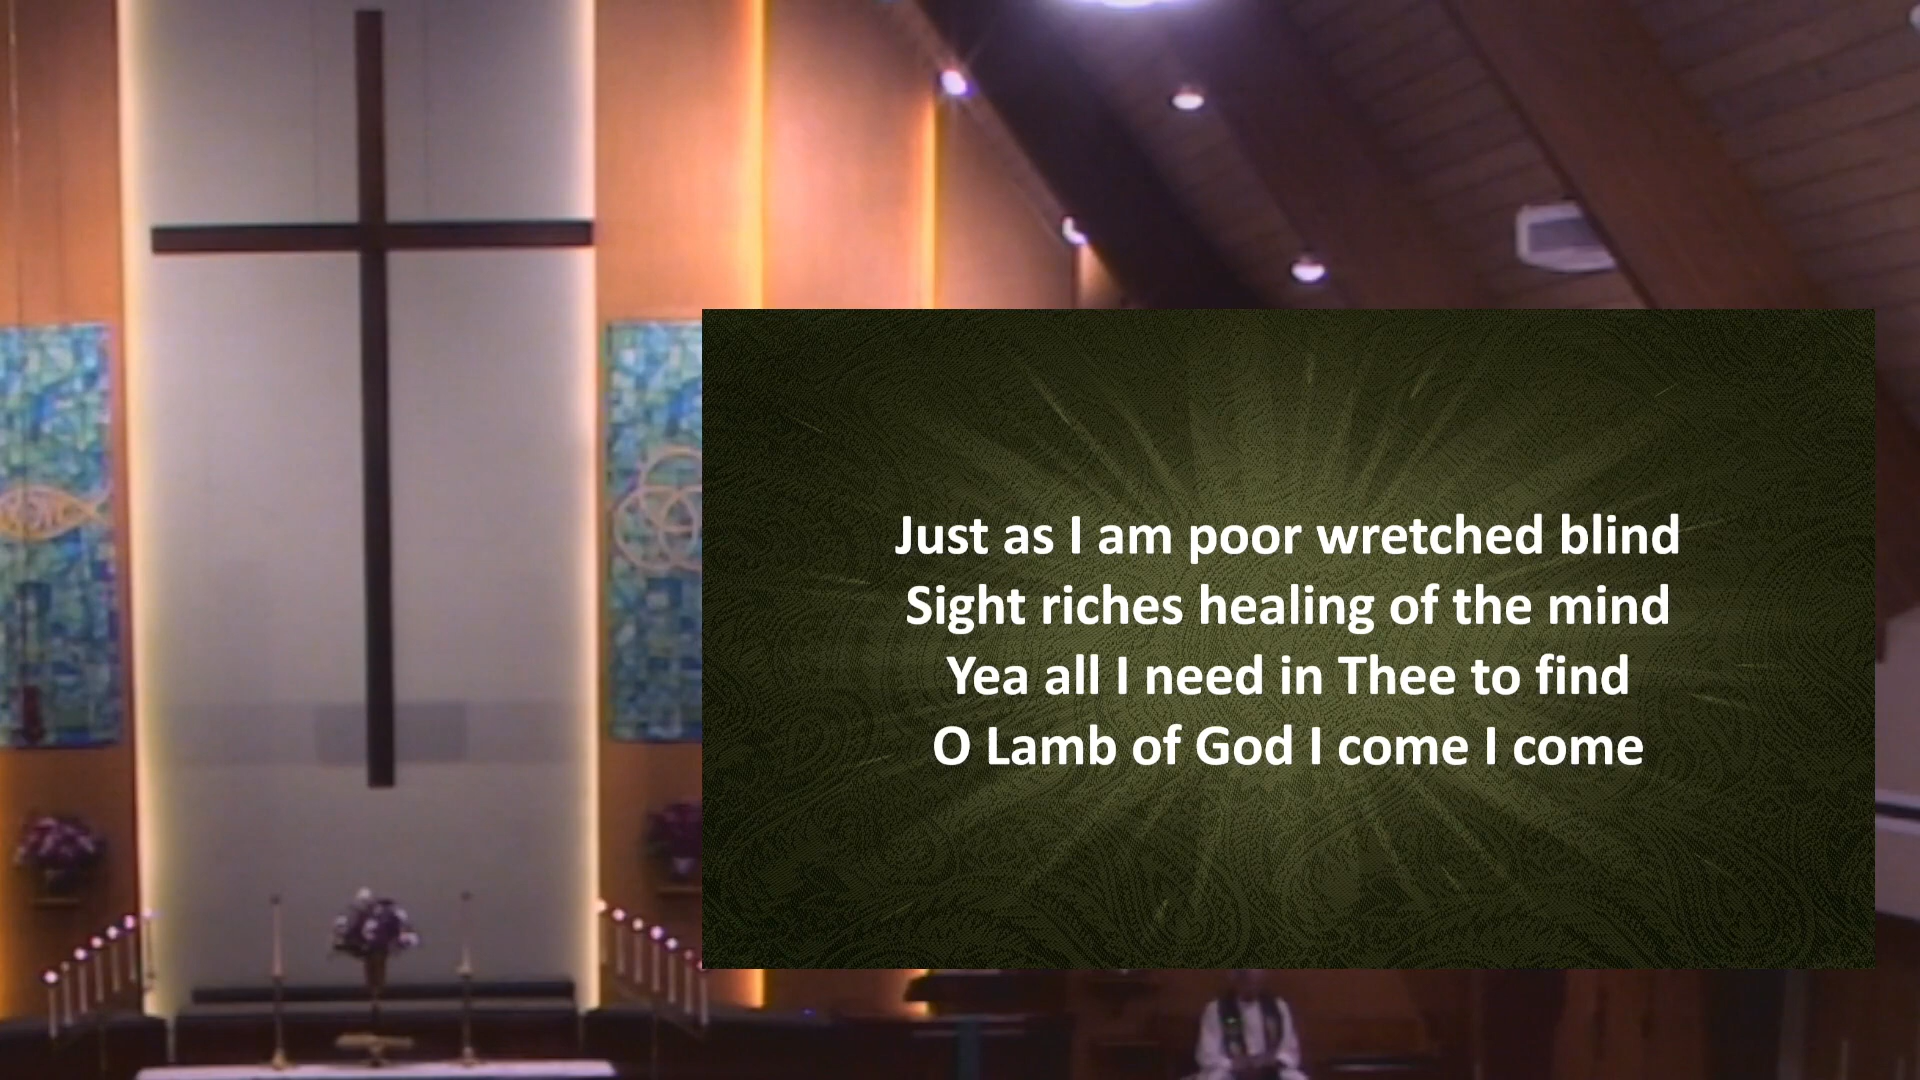 Just as I am poor wretched blind
Sight riches healing of the mind
Yea all I need in Thee to find
O Lamb of God I come I come